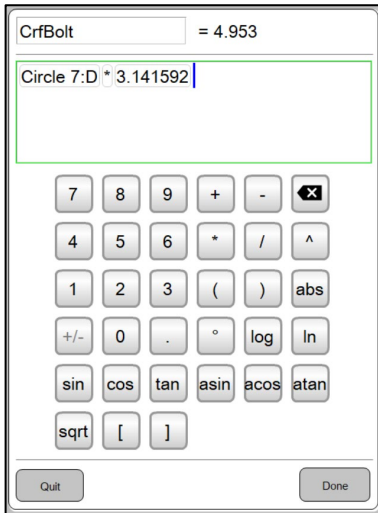 CrfBolt = 4.953
Circle 7:D * 3.141592
7 8 9 + -
4 5 6 * / ^
1 2 3 ( ) abs
+/- 0 . ° log ln
sin cos tan asin acos atan
sqrt [ ]
Quit Done